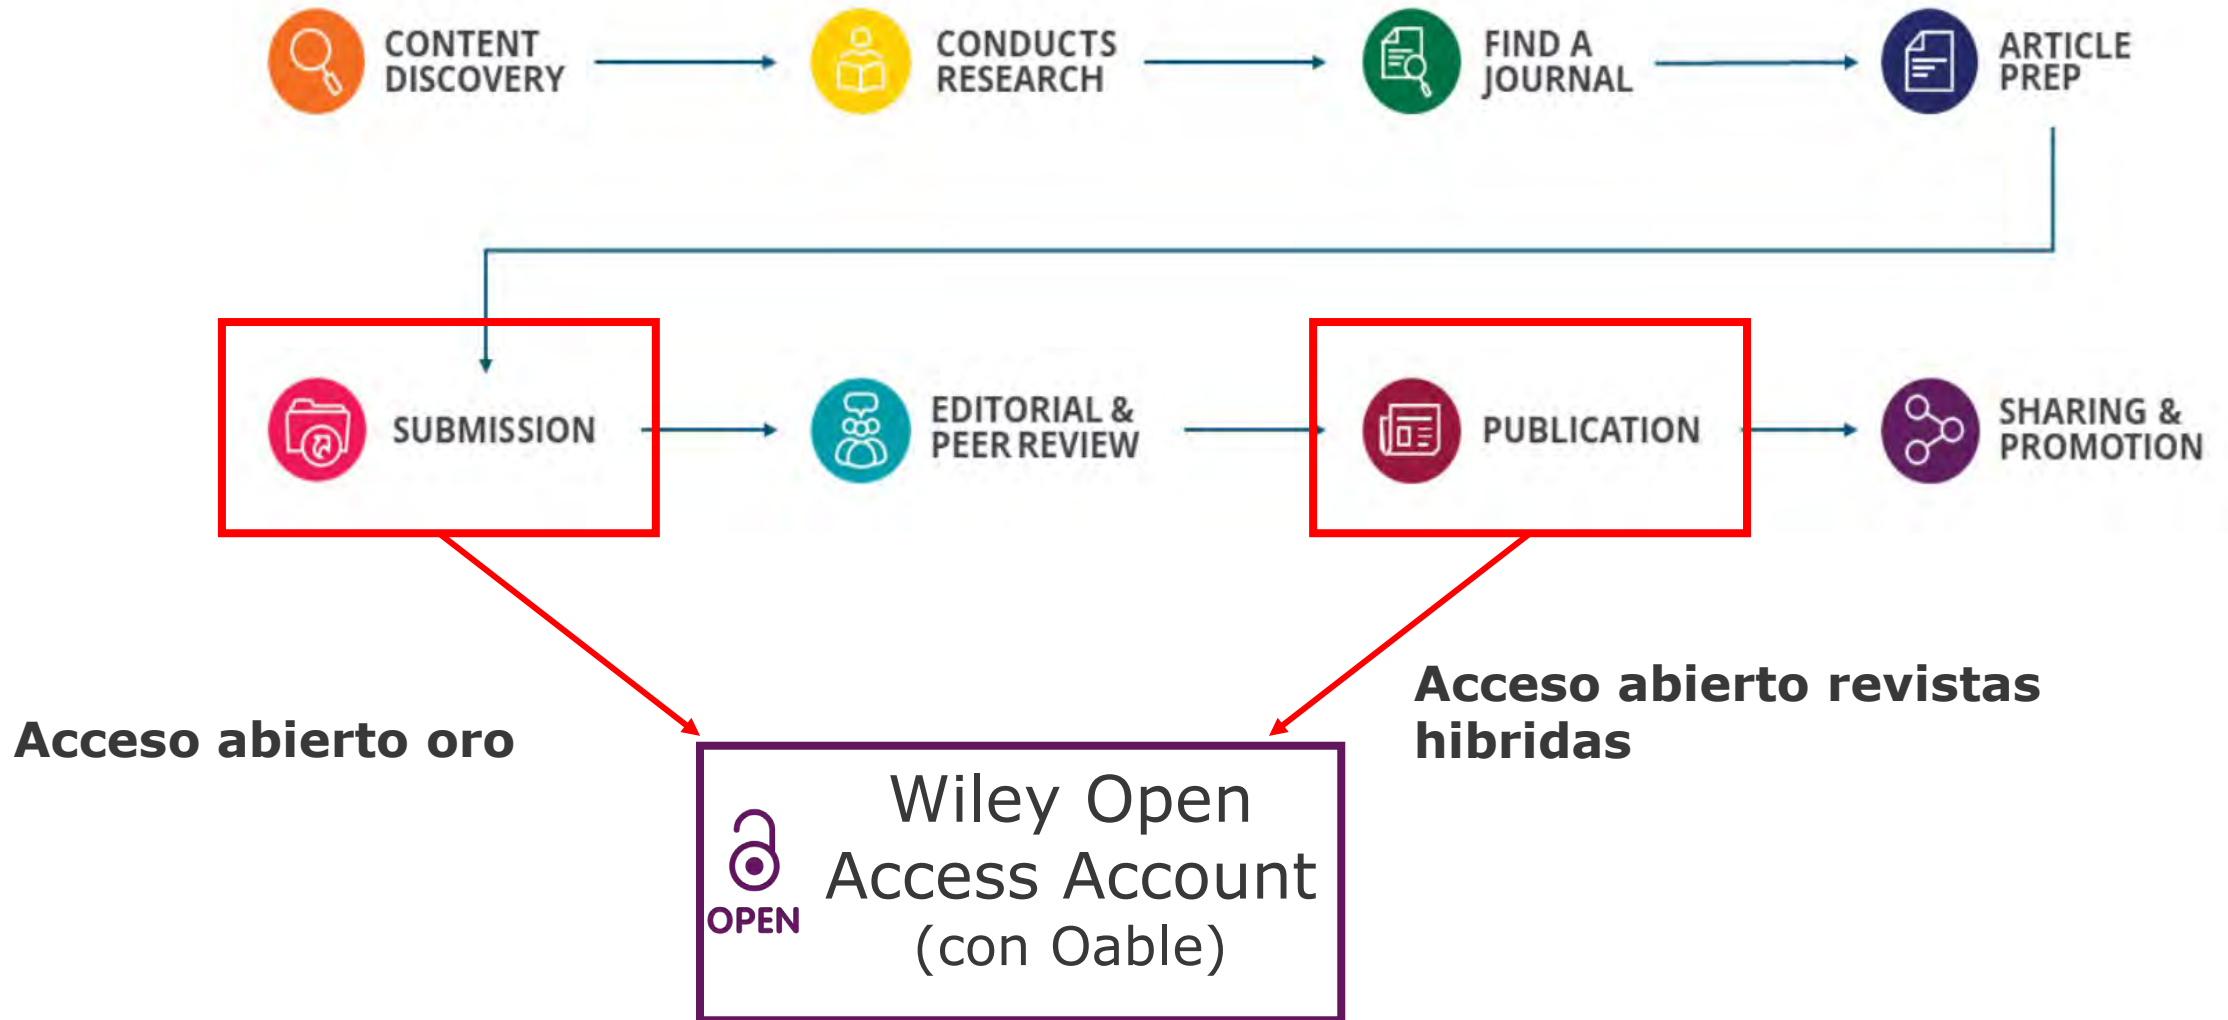 CONTENT
DISCOVERY
CONDUCTS
RESEARCH
FIND A
JOURNAL
ARTICLE
PREP
SUBMISSION
EDITORIAL &
PEER REVIEW
PUBLICATION
SHARING &
PROMOTION
Acceso abierto oro
Acceso abierto revistas
hibridas
OPEN
Wiley Open
Access Account
(con Oable)